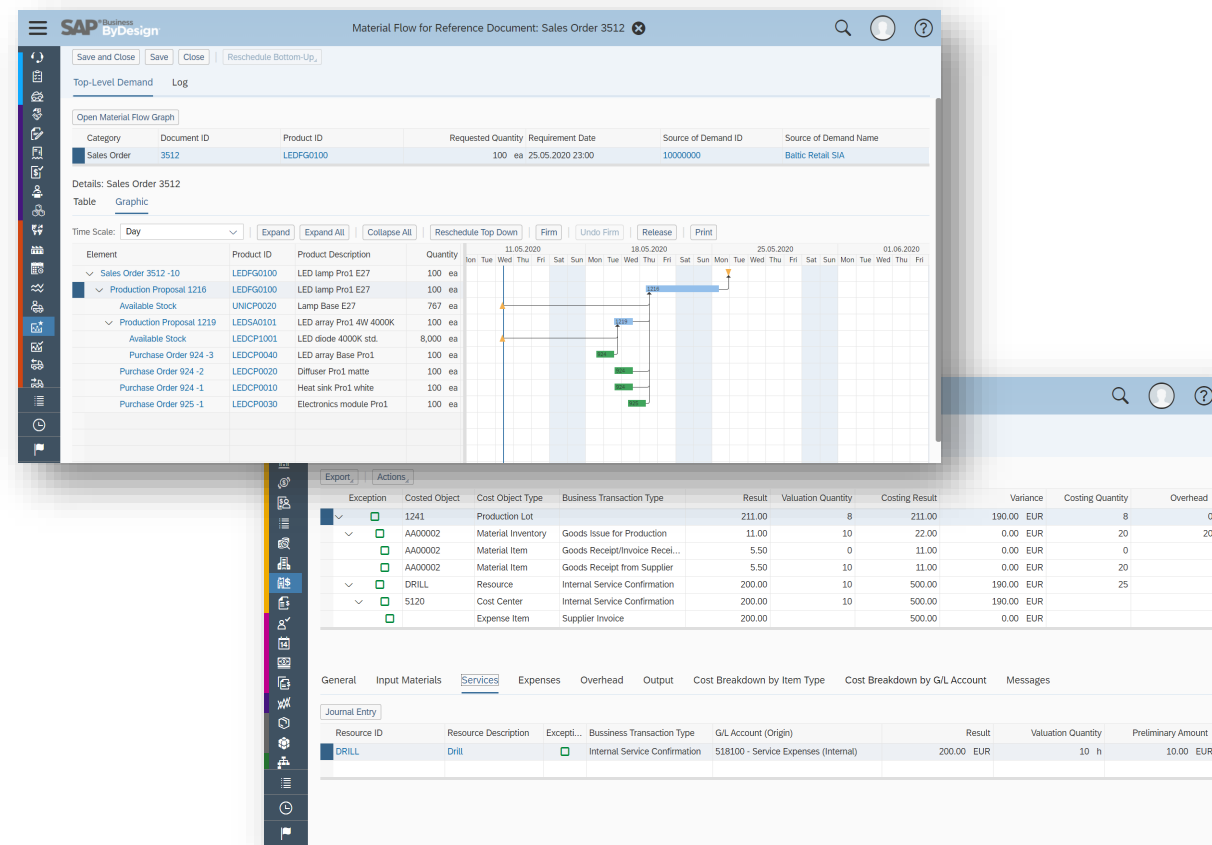 SAP Business ByDesign
Material Flow for Reference Document: Sales Order 3512
Save and Close Save Close Reschedule Bottom-Up
Top-Level Demand Log
Open Material Flow Graph
Category Document ID Product ID Requested Quantity Requirement Date Source of Demand ID Source of Demand Name
Sales Order 3512 LEDFG0100 100 ea 25.05.2020 23:00 10000000 Baltic Retail SIA
Details: Sales Order 3512
Table Graphic
Time Scale: Day Expand Expand All Collapse All Reschedule Top Down Firm Undo Firm Release Print
11.05.2020 18.05.2020 25.05.2020 01.06.2020
Element Product ID Product Description Quantity Tue Wed Thu Fri Sat Sun Mon Tue Wed Thu Fri Sat Sun Mon Tue Wed Thu Fri Sat Sun Mon Tue Wed Thu Fri
Sales Order 3512 -10 LEDFG0100 LED lamp Pro1 E27 100 ea
Production Proposal 1216 LEDFG0100 LED lamp Pro1 E27 100 ea 1216
Available Stock UNICP0020 Lamp Base E27 767 ea
Production Proposal 1219 LEDSA0101 LED array Pro1 4W 4000K 100 ea 1219
Available Stock LEDCP1001 LED diode 4000K std. 8,000 ea
Purchase Order 924 -3 LEDCP0040 LED array Base Pro1 100 ea 924
Purchase Order 924 -2 LEDCP0020 Diffuser Pro1 matte 100 ea 924
Purchase Order 924 -1 LEDCP0010 Heat sink Pro1 white 100 ea 924
Purchase Order 925 -1 LEDCP0030 Electronics module Pro1 100 ea 925
Export Actions
Exception Costed Object Cost Object Type Business Transaction Type Result Valuation Quantity Costing Result Variance Costing Quantity Overhead
1241 Production Lot 211.00 8 211.00 190.00 EUR 8 0
AA00002 Material Inventory Goods Issue for Production 11.00 10 22.00 0.00 EUR 20 20
AA00002 Material Item Goods Receipt/Invoice Recei... 5.50 0 11.00 0.00 EUR 0
AA00002 Material Item Goods Receipt from Supplier 5.50 10 11.00 0.00 EUR 20
DRILL Resource Internal Service Confirmation 200.00 10 500.00 190.00 EUR 25
5120 Cost Center Internal Service Confirmation 200.00 10 500.00 190.00 EUR
Expense Item Supplier Invoice 200.00 500.00 0.00 EUR
General Input Materials Services Expenses Overhead Output Cost Breakdown by Item Type Cost Breakdown by G/L Account Messages
Journal Entry
Resource ID Resource Description Excepti... Bussiness Transaction Type G/L Account (Origin) Result Valuation Quantity Preliminary Amount
DRILL Drill Internal Service Confirmation 518100 - Service Expenses (Internal) 200.00 EUR 10 h 10.00 EUR